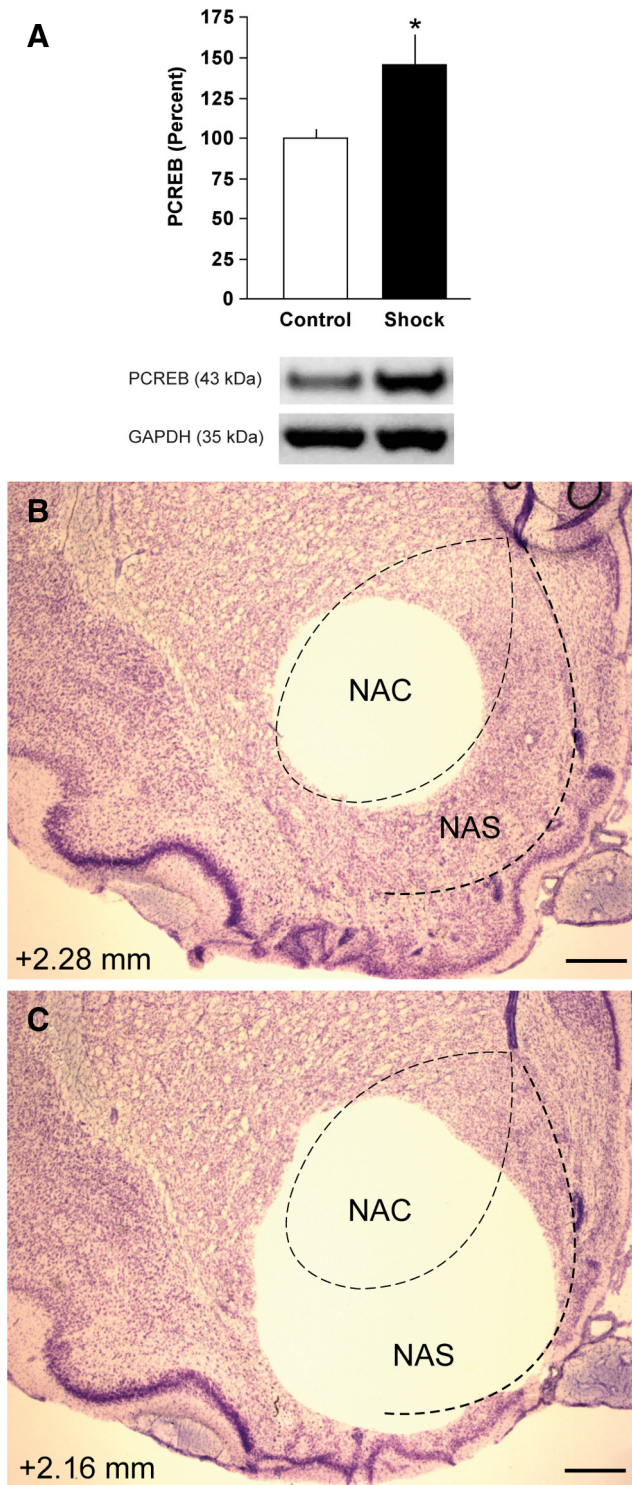 A
PCREB (Percent)
175
150
125
100
75
50
25
0
*
Control Shock
PCREB (43 kDa)
GAPDH (35 kDa)
B
NAC
NAS
+2.28 mm
C
NAC
NAS
+2.16 mm